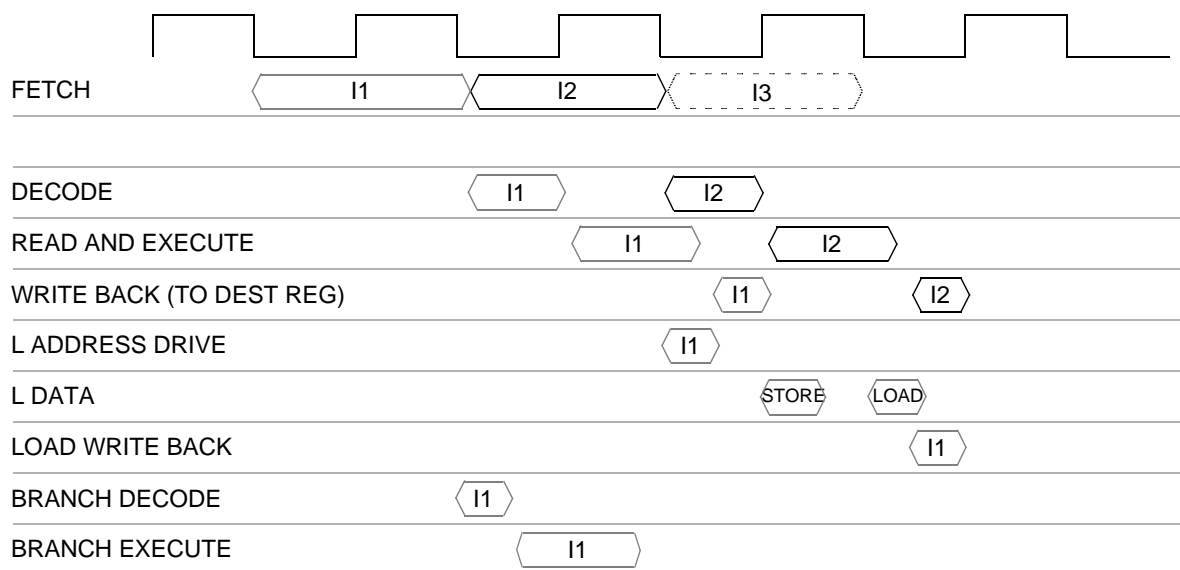 FETCH I1 I2 I3
DECODE I1 I2
READ AND EXECUTE I1 I2
WRITE BACK (TO DEST REG) I1 I2
L ADDRESS DRIVE I1
L DATA STORE LOAD
LOAD WRITE BACK I1
BRANCH DECODE I1
BRANCH EXECUTE I1